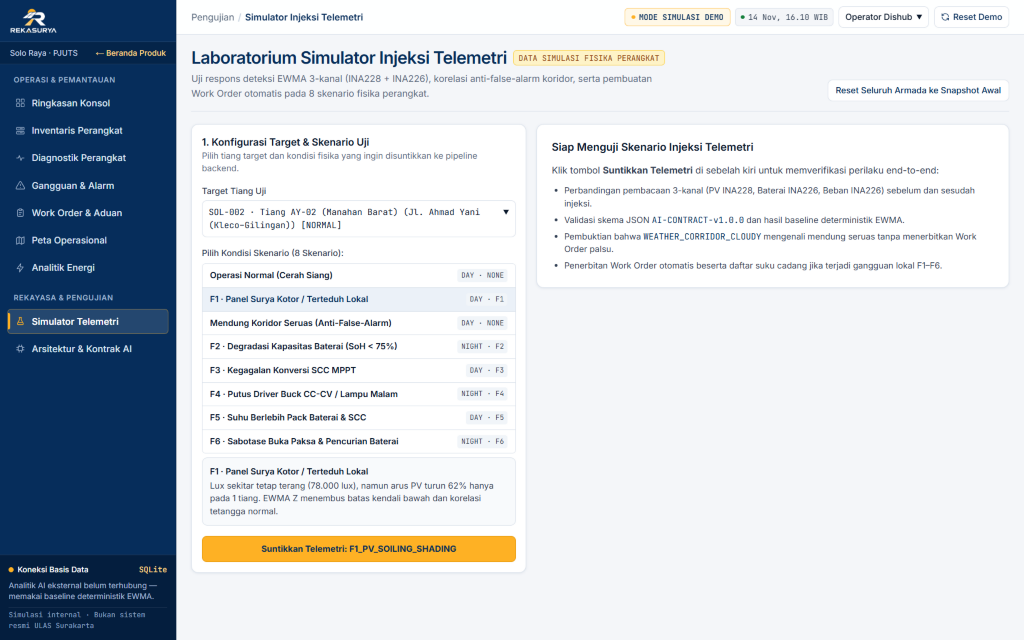 REKASURYA
Solo Raya · PJUTS
← Beranda Produk
OPERASI & PEMANTAUAN
Ringkasan Konsol
Inventaris Perangkat
Diagnostik Perangkat
Gangguan & Alarm
Work Order & Aduan
Peta Operasional
Analitik Energi
REKAYASA & PENGUJIAN
Simulator Telemetri
Arsitektur & Kontrak AI
Koneksi Basis Data SQLite
Analitik AI eksternal belum terhubung —
memakai baseline deterministik EWMA.
Simulasi internal · Bukan sistem
resmi ULAS Surakarta
Pengujian / Simulator Injeksi Telemetri
MODE SIMULASI DEMO
14 Nov, 16.10 WIB
Operator Dishub ▼
Reset Demo
Laboratorium Simulator Injeksi Telemetri
DATA SIMULASI FISIKA PERANGKAT
Uji respons deteksi EWMA 3-kanal (INA228 + INA226), korelasi anti-false-alarm koridor, serta pembuatan
Work Order otomatis pada 8 skenario fisika perangkat.
Reset Seluruh Armada ke Snapshot Awal
1. Konfigurasi Target & Skenario Uji
Pilih tiang target dan kondisi fisika yang ingin disuntikkan ke pipeline
backend.
Target Tiang Uji
SOL-002 · Tiang AY-02 (Manahan Barat) (Jl. Ahmad Yani
(Kleco-Gilingan)) [NORMAL] ▼
Pilih Kondisi Skenario (8 Skenario):
Operasi Normal (Cerah Siang) DAY · NONE
F1 · Panel Surya Kotor / Terteduh Lokal DAY · F1
Mendung Koridor Seruas (Anti-False-Alarm) DAY · NONE
F2 · Degradasi Kapasitas Baterai (SoH < 75%) NIGHT · F2
F3 · Kegagalan Konversi SCC MPPT DAY · F3
F4 · Putus Driver Buck CC-CV / Lampu Malam NIGHT · F4
F5 · Suhu Berlebih Pack Baterai & SCC DAY · F5
F6 · Sabotase Buka Paksa & Pencurian Baterai NIGHT · F6
F1 · Panel Surya Kotor / Terteduh Lokal
Lux sekitar tetap terang (78.000 lux), namun arus PV turun 62% hanya
pada 1 tiang. EWMA Z menembus batas kendali bawah dan korelasi
tetangga normal.
Suntikkan Telemetri: F1_PV_SOILING_SHADING
Siap Menguji Skenario Injeksi Telemetri
Klik tombol Suntikkan Telemetri di sebelah kiri untuk memverifikasi perilaku end-to-end:
• Perbandingan pembacaan 3-kanal (PV INA228, Baterai INA226, Beban INA226) sebelum dan sesudah
injeksi.
• Validasi skema JSON AI-CONTRACT-v1.0.0 dan hasil baseline deterministik EWMA.
• Pembuktian bahwa WEATHER_CORRIDOR_CLOUDY mengenali mendung seruas tanpa menerbitkan Work
Order palsu.
• Penerbitan Work Order otomatis beserta daftar suku cadang jika terjadi gangguan lokal F1–F6.